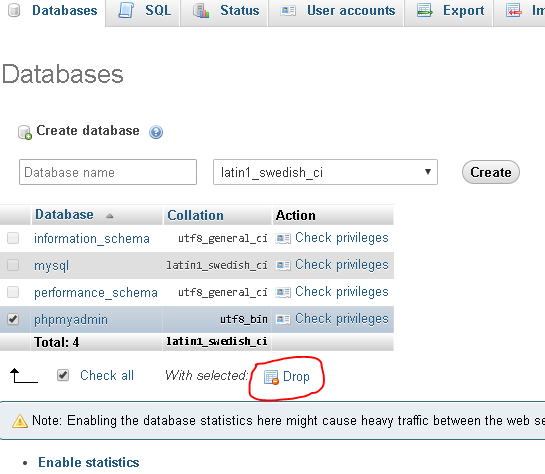 Databases SQL Status User accounts Export Im
Databases
Create database
Database name latin1_swedish_ci Create
Database Collation Action
information_schema utf8_general_ci Check privileges
mysql latin1_swedish_ci Check privileges
performance_schema utf8_general_ci Check privileges
phpmyadmin utf8_bin Check privileges
Total: 4 latin1_swedish_ci
Check all With selected: Drop
Note: Enabling the database statistics here might cause heavy traffic between the web se
Enable statistics